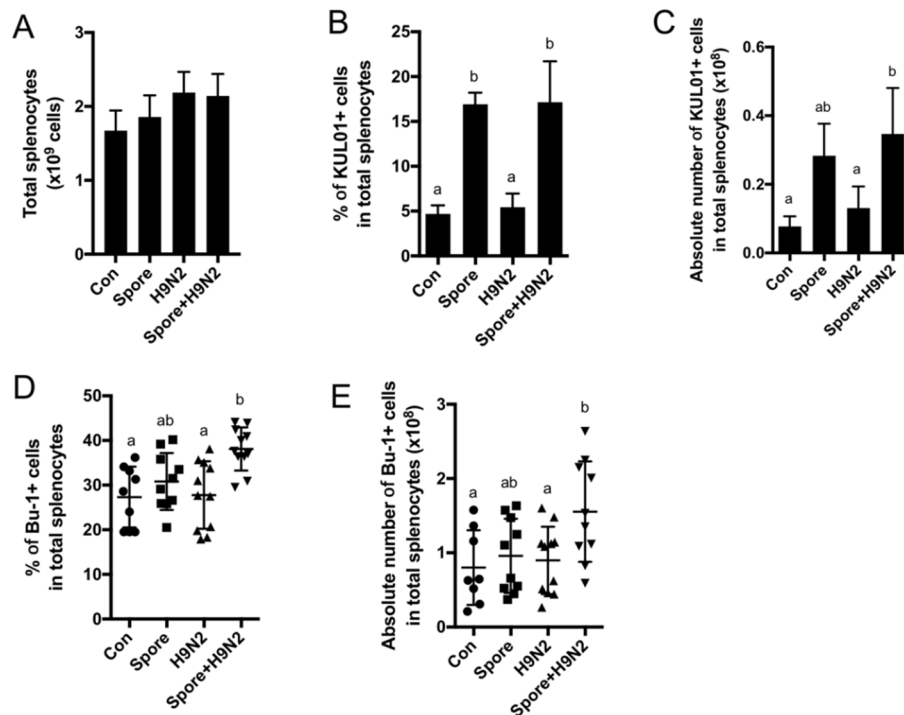 A
Total splenocytes
(x10⁹ cells)
3
2
1
0
Con
Spore
H9N2
Spore+H9N2
B
% of KUL01+ cells
in total splenocytes
25
20
15
10
5
0
a
b
a
b
Con
Spore
H9N2
Spore+H9N2
C
Absolute number of KUL01+ cells
in total splenocytes (x10⁸)
0.6
0.4
0.2
0.0
a
ab
a
b
Con
Spore
H9N2
Spore+H9N2
D
% of Bu-1+ cells
in total splenocytes
50
40
30
20
10
0
a
ab
a
b
Con
Spore
H9N2
Spore+H9N2
E
Absolute number of Bu-1+ cells
in total splenocytes (x10⁸)
3
2
1
0
a
ab
a
b
Con
Spore
H9N2
Spore+H9N2